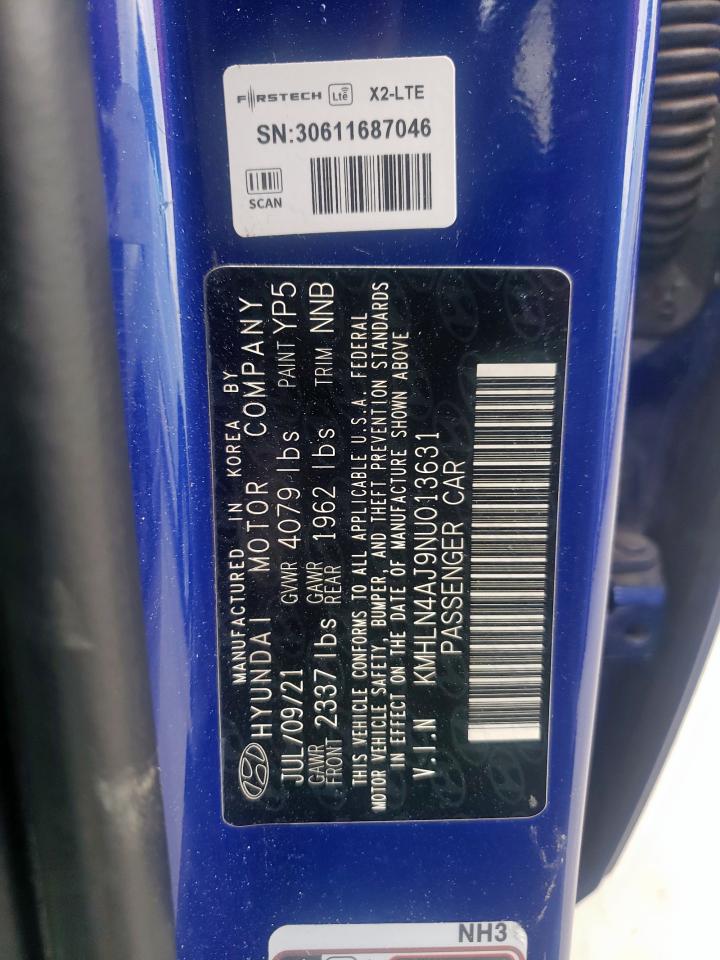 FIRSTECH Lte X2-LTE
SN:30611687046
SCAN
MANUFACTURED IN KOREA BY
HYUNDAI MOTOR COMPANY
JUL/09/21 GVWR 4079 lbs PAINT YP5
GAWR FRONT 2337 lbs GAWR REAR 1962 lbs TRIM NNB
THIS VEHICLE CONFORMS TO ALL APPLICABLE U.S.A. FEDERAL
MOTOR VEHICLE SAFETY, BUMPER, AND THEFT PREVENTION STANDARDS
IN EFFECT ON THE DATE OF MANUFACTURE SHOWN ABOVE
V.I.N KMHLN4AJ9NU013631
PASSENGER CAR
NH3